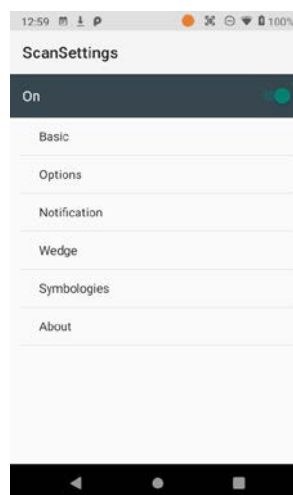 12:59 100%
ScanSettings
On
Basic
Options
Notification
Wedge
Symbologies
About